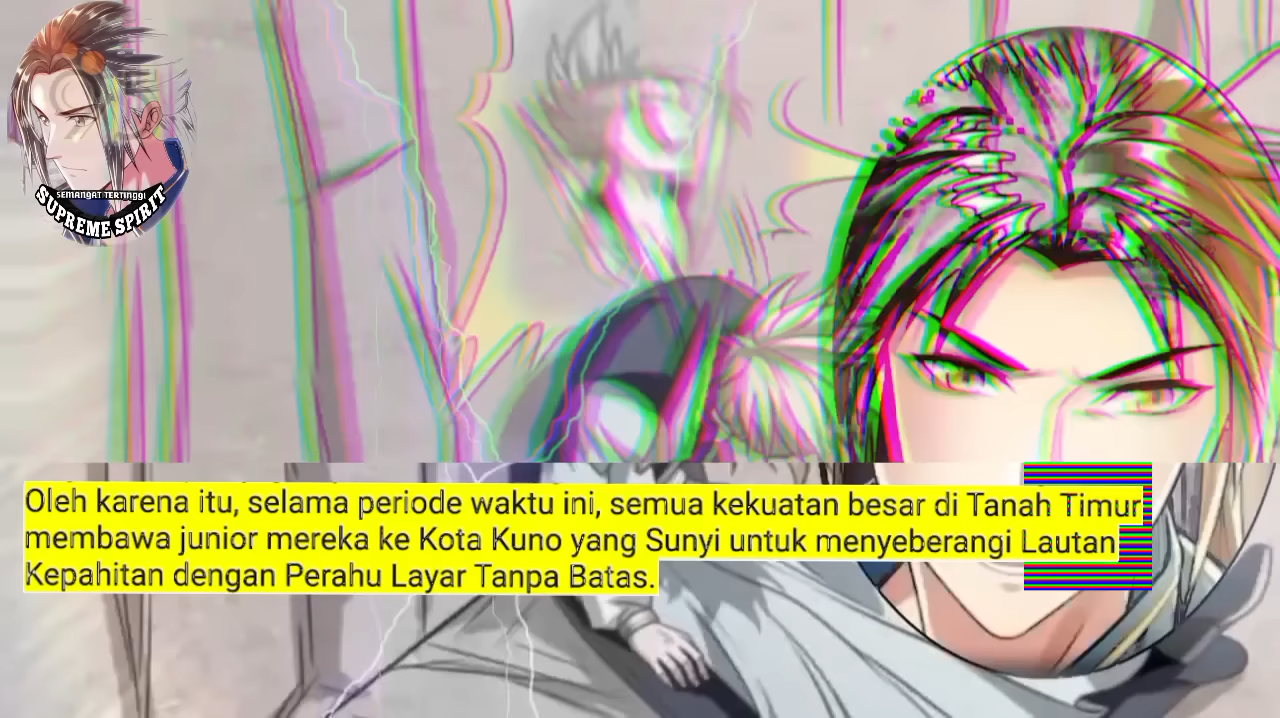 SEMANGAT TERTINGGI
SUPREME SPIRIT
Oleh karena itu, selama periode waktu ini, semua kekuatan besar di Tanah Timur
membawa junior mereka ke Kota Kuno yang Sunyi untuk menyeberangi Lautan
Kepahitan dengan Perahu Layar Tanpa Batas.